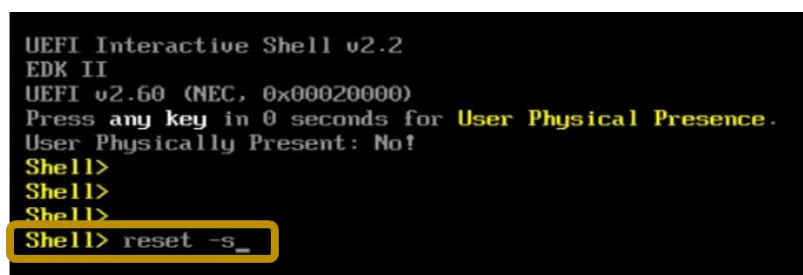 UEFI Interactive Shell v2.2
EDK II
UEFI v2.60 (NEC, 0x00020000)
Press any key in 0 seconds for User Physical Presence.
User Physically Present: No!
Shell>
Shell>
Shell>
Shell> reset -s_